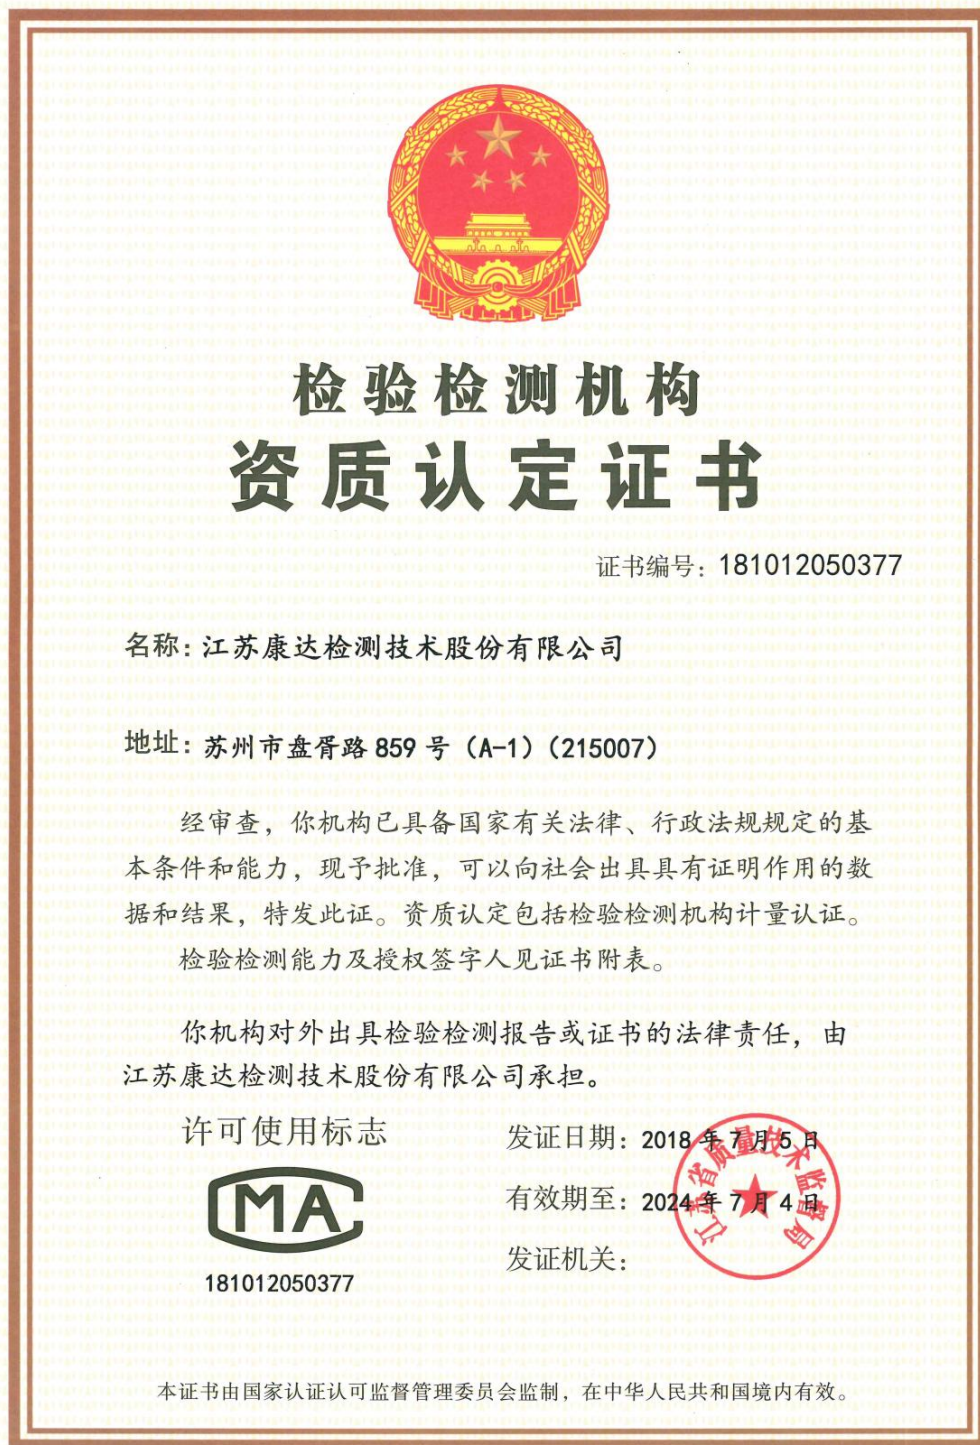 检验检测机构
资质认定证书
证书编号：181012050377
名称：江苏康达检测技术股份有限公司
地址：苏州市盘胥路859号（A-1）（215007）
经审查，你机构已具备国家有关法律、行政法规规定的基
本条件和能力，现予批准，可以向社会出具具有证明作用的数
据和结果，特发此证。资质认定包括检验检测机构计量认证。
检验检测能力及授权签字人见证书附表。
你机构对外出具检验检测报告或证书的法律责任，由
江苏康达检测技术股份有限公司承担。
许可使用标志
MA
181012050377
发证日期：2018年7月5日
有效期至：2024年7月4日
发证机关：
江苏省质量技术监督局
本证书由国家认证认可监督管理委员会监制，在中华人民共和国境内有效。